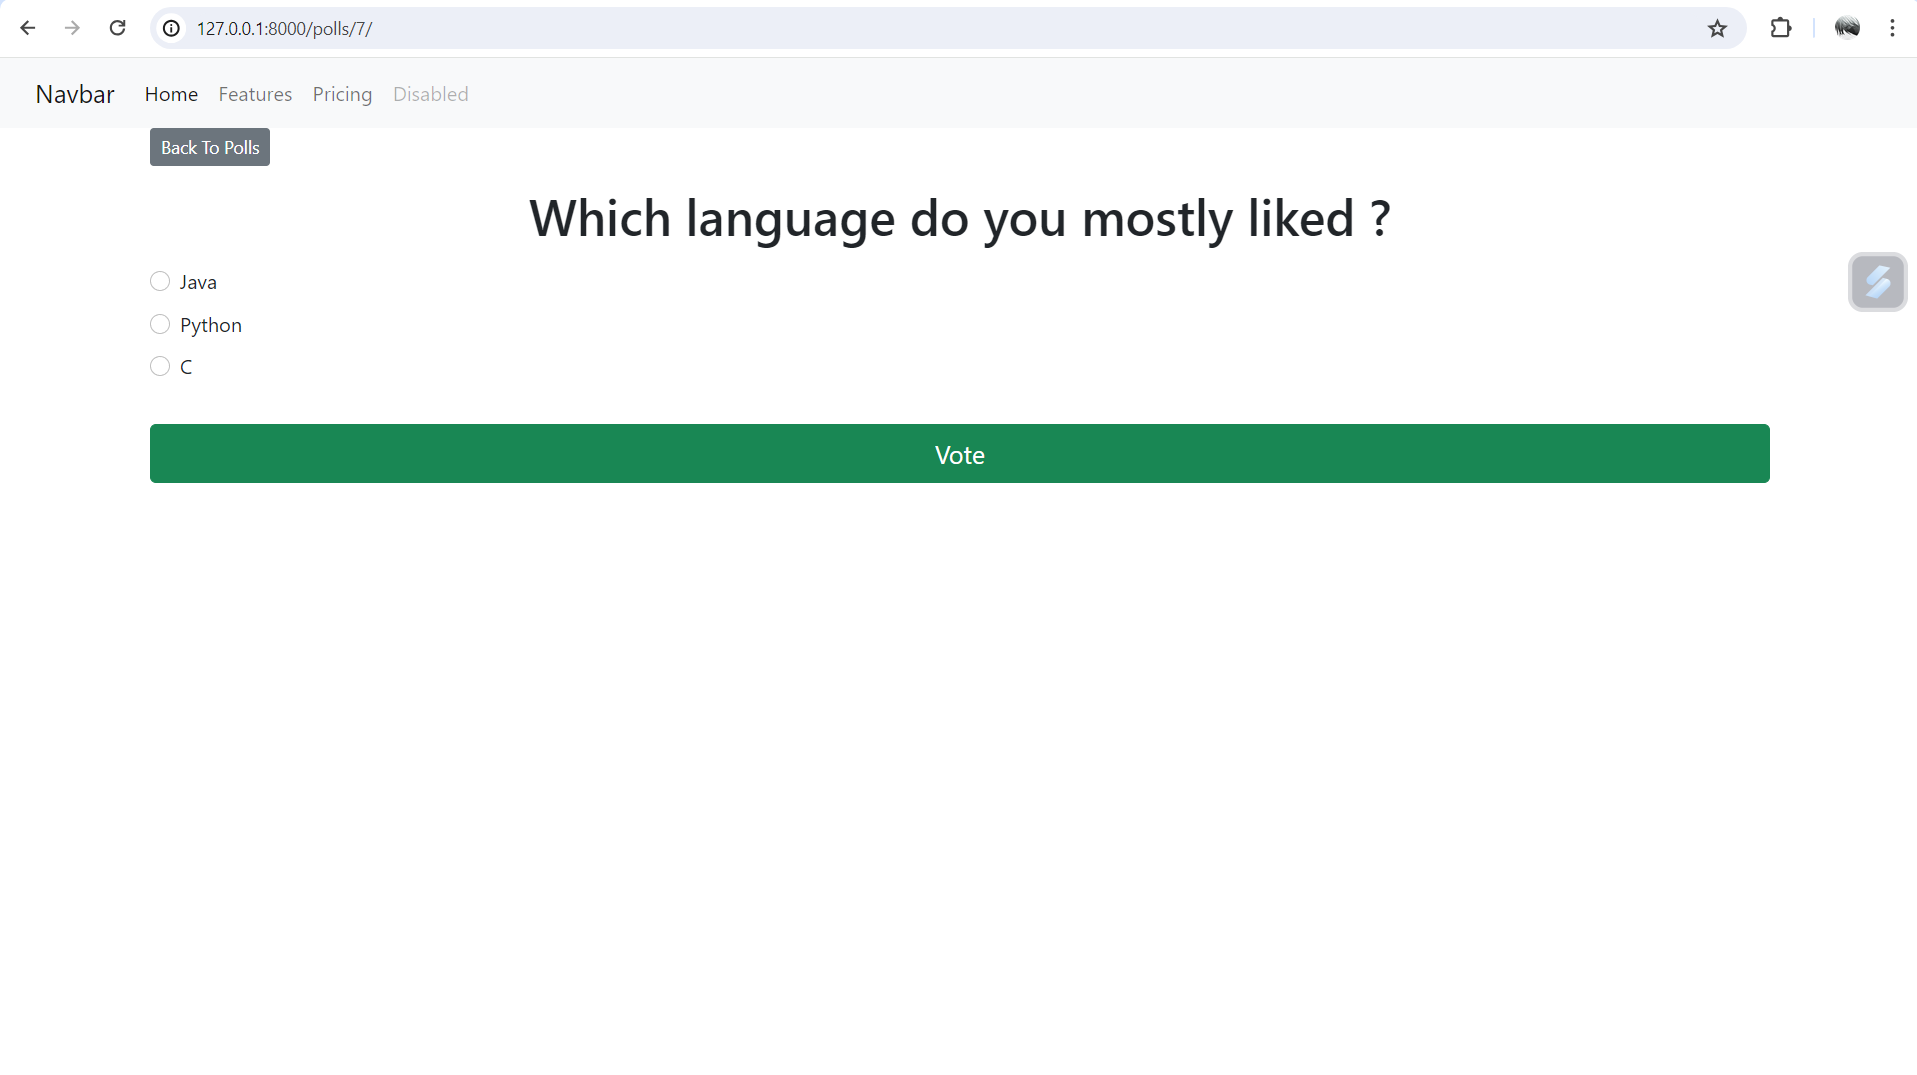 127.0.0.1:8000/polls/7/
Navbar Home Features Pricing Disabled
Back To Polls
Which language do you mostly liked ?
Java
Python
C
Vote